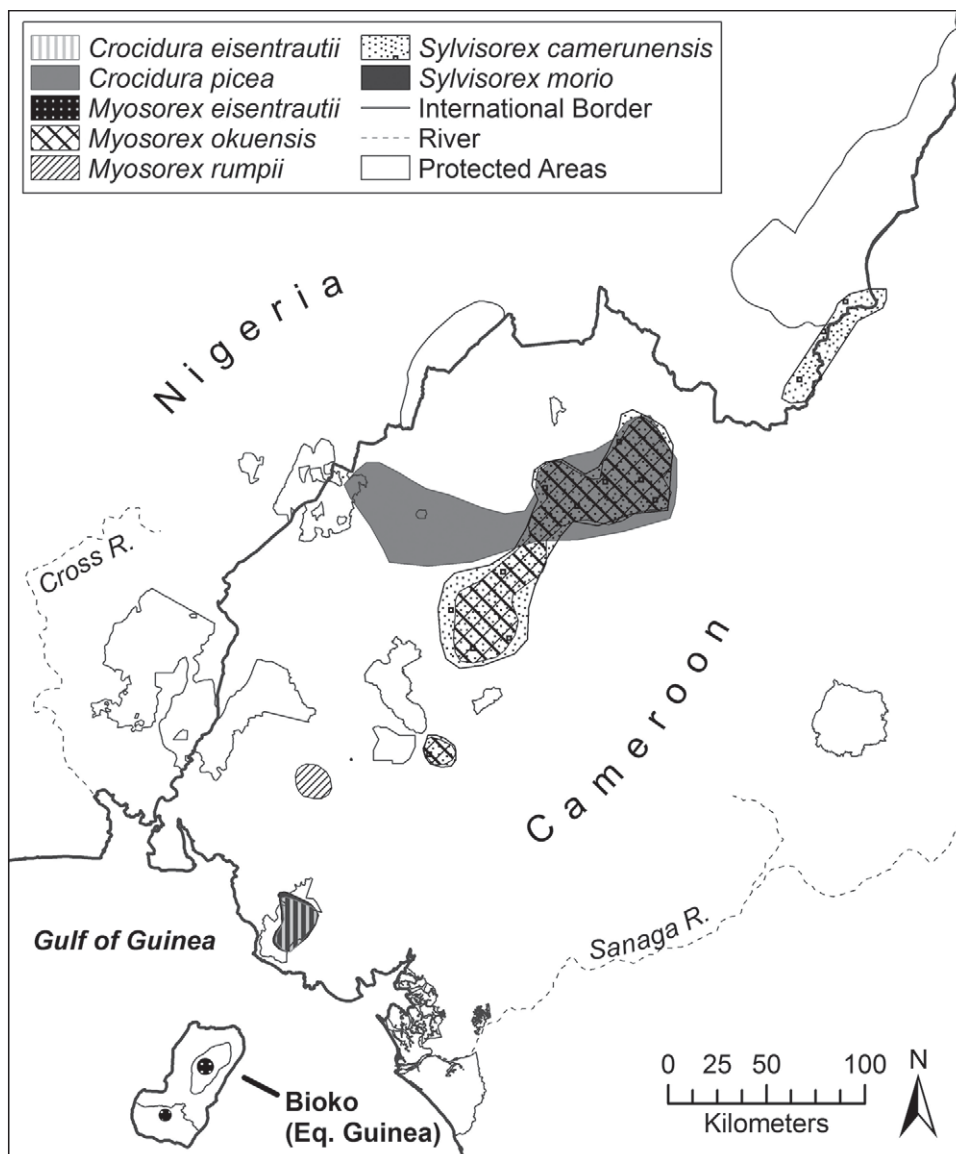 Crocidura eisentrautii
Crocidura picea
Myosorex eisentrautii
Myosorex okuensis
Myosorex rumpii
Sylvisorex camerunensis
Sylvisorex morio
International Border
River
Protected Areas
Nigeria
Cross R.
Cameroon
Sanaga R.
Gulf of Guinea
Bioko
(Eq. Guinea)
0 25 50 100
Kilometers
N